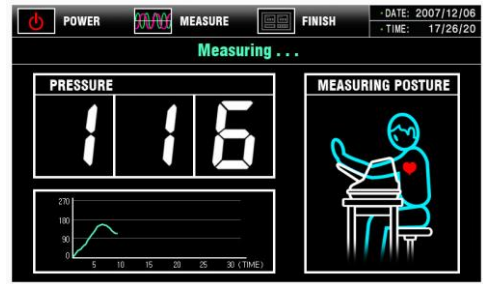 POWER MEASURE FINISH
·DATE: 2007/12/06
·TIME: 17/26/20
Measuring . . .
PRESSURE
116
MEASURING POSTURE
270
180
90
0
5 10 15 20 25 30 (TIME)